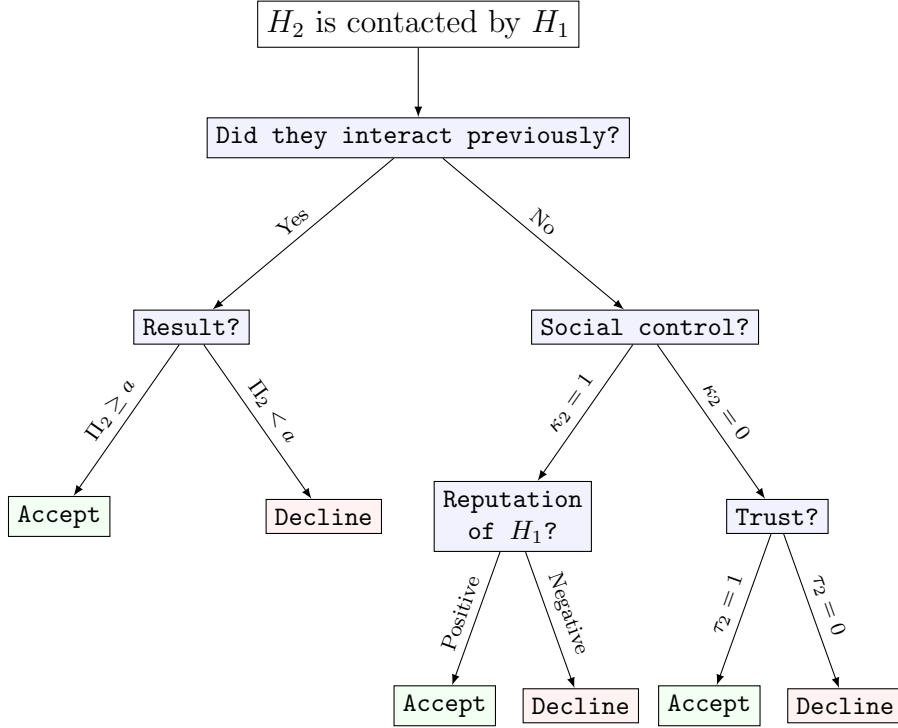 H₂ is contacted by H₁
Did they interact previously?
Yes
No
Result?
Social control?
Π₂ ≥ a
Π₂ < a
κ₂ = 1
κ₂ = 0
Accept
Decline
Reputation
of H₁?
Trust?
Positive
Negative
τ₂ = 1
τ₂ = 0
Accept
Decline
Accept
Decline